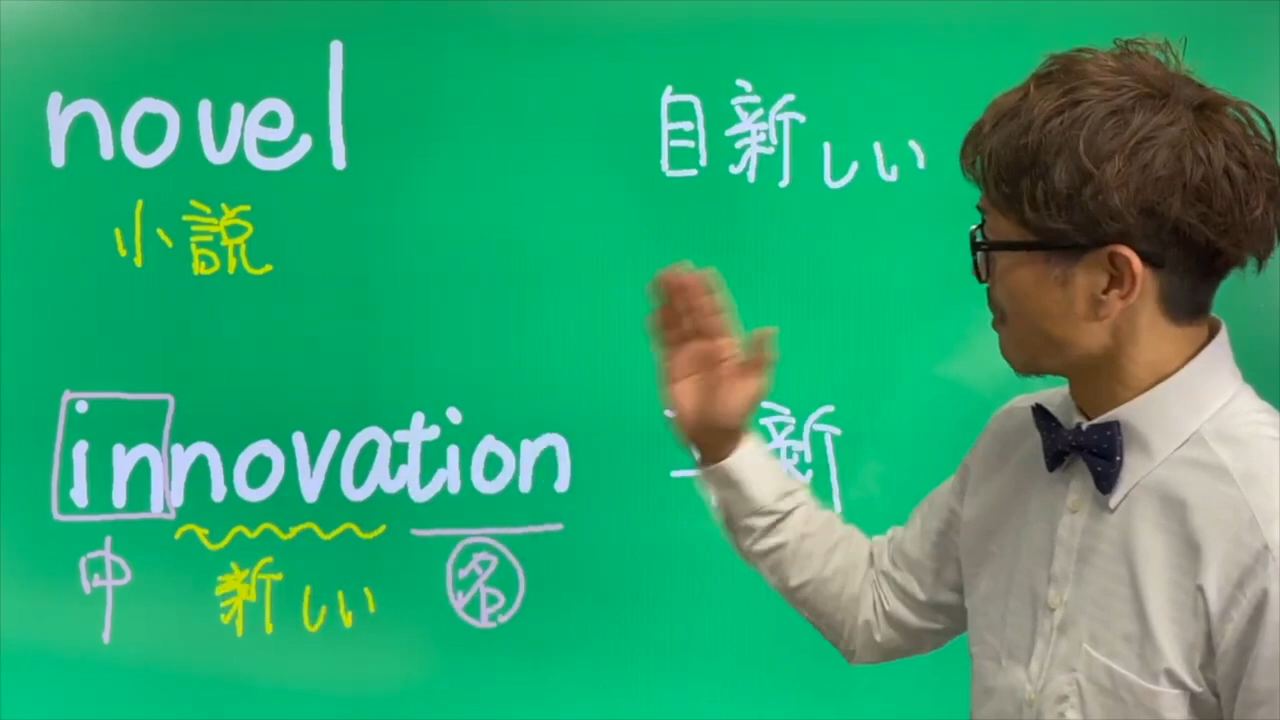 novel 目新しい
小説
innovation 新
中 新しい 名